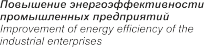 Повышение энергоэффективности
промышленных предприятий
Improvement of energy efficiency of the
industrial enterprises